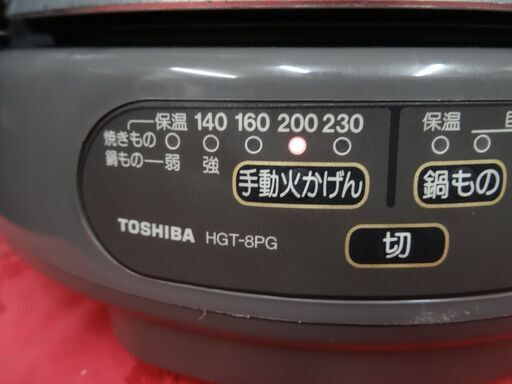 保温 140 160 200 230
焼きもの
鍋もの 弱 強
手動火かげん
TOSHIBA HGT-8PG
保温
鍋もの
切